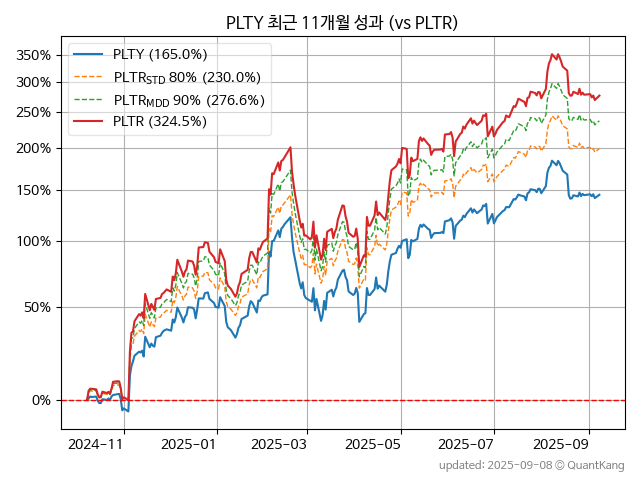 PLTY 최근 11개월 성과 (vs PLTR)
PLTY (165.0%)
PLTR_STD 80% (230.0%)
PLTR_MDD 90% (276.6%)
PLTR (324.5%)
350%
300%
250%
200%
150%
100%
50%
0%
2024-11 2025-01 2025-03 2025-05 2025-07 2025-09
updated: 2025-09-08 © QuantKang